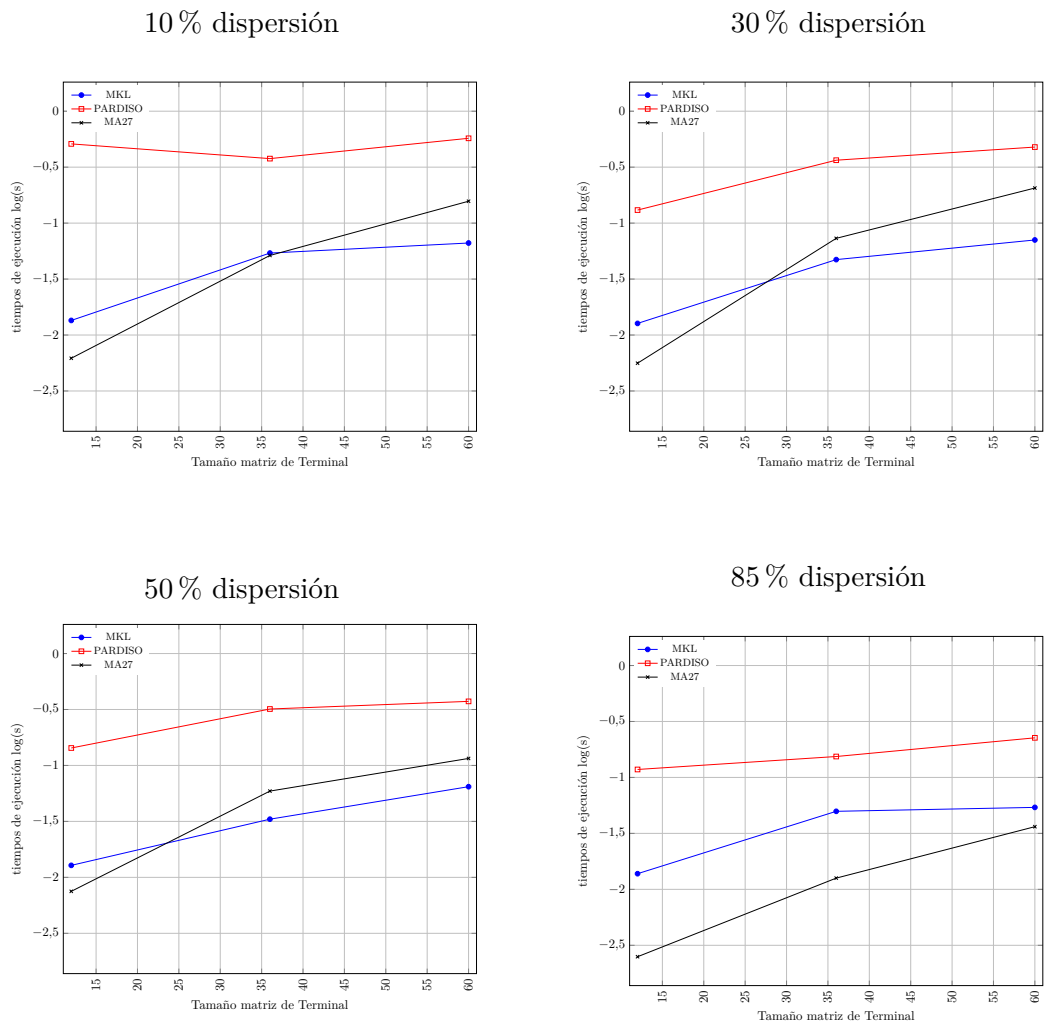 10 % dispersión
MKL
PARDISO
MA27
0
−0,5
−1
−1,5
−2
−2,5
tiempos de ejecución log(s)
15 20 25 30 35 40 45 50 55 60
Tamaño matriz de Terminal
30 % dispersión
MKL
PARDISO
MA27
0
−0,5
−1
−1,5
−2
−2,5
tiempos de ejecución log(s)
15 20 25 30 35 40 45 50 55 60
Tamaño matriz de Terminal
50 % dispersión
MKL
PARDISO
MA27
0
−0,5
−1
−1,5
−2
−2,5
tiempos de ejecución log(s)
15 20 25 30 35 40 45 50 55 60
Tamaño matriz de Terminal
85 % dispersión
MKL
PARDISO
MA27
0
−0,5
−1
−1,5
−2
−2,5
tiempos de ejecución log(s)
15 20 25 30 35 40 45 50 55 60
Tamaño matriz de Terminal